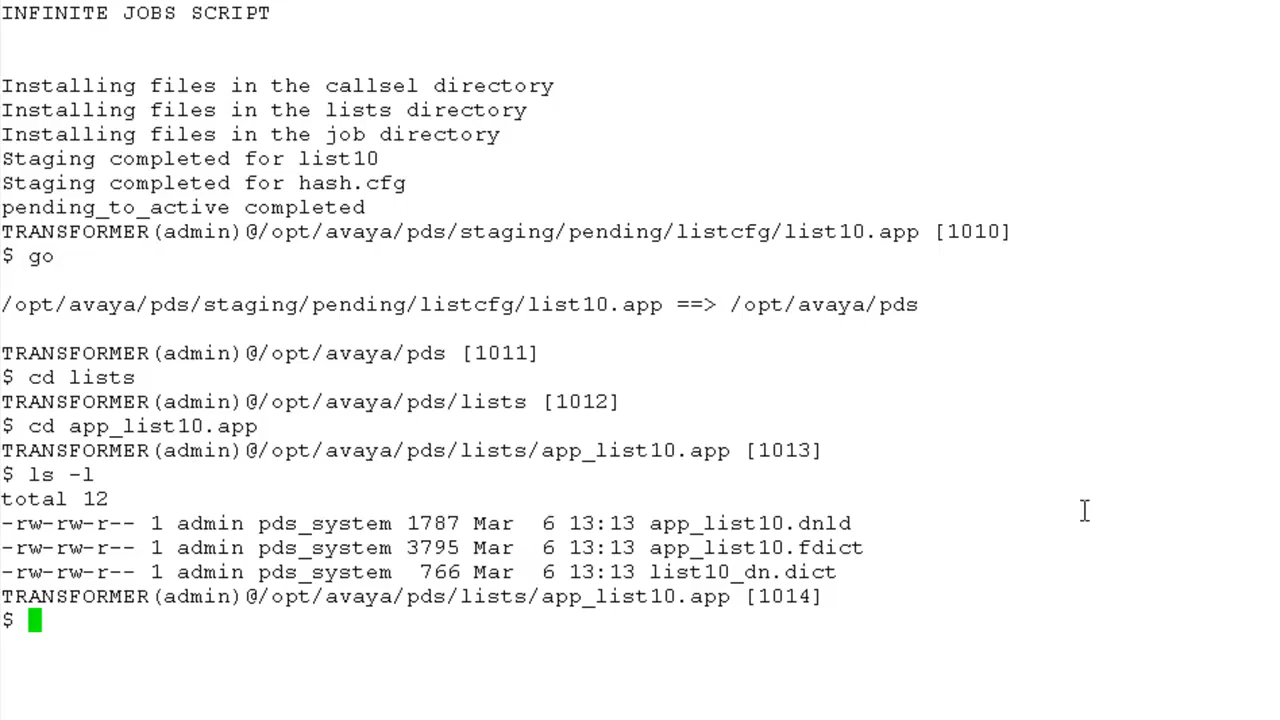 INFINITE JOBS SCRIPT
Installing files in the callsel directory
Installing files in the lists directory
Installing files in the job directory
Staging completed for list10
Staging completed for hash.cfg
pending_to_active completed
TRANSFORMER(admin)@/opt/avaya/pds/staging/pending/listcfg/list10.app [1010]
$ go
/opt/avaya/pds/staging/pending/listcfg/list10.app ==> /opt/avaya/pds
TRANSFORMER(admin)@/opt/avaya/pds [1011]
$ cd lists
TRANSFORMER(admin)@/opt/avaya/pds/lists [1012]
$ cd app_list10.app
TRANSFORMER(admin)@/opt/avaya/pds/lists/app_list10.app [1013]
$ ls -l
total 12
-rw-rw-r-- 1 admin pds_system 1787 Mar  6 13:13 app_list10.dnld
-rw-rw-r-- 1 admin pds_system 3795 Mar  6 13:13 app_list10.fdict
-rw-rw-r-- 1 admin pds_system  766 Mar  6 13:13 list10_dn.dict
TRANSFORMER(admin)@/opt/avaya/pds/lists/app_list10.app [1014]
$